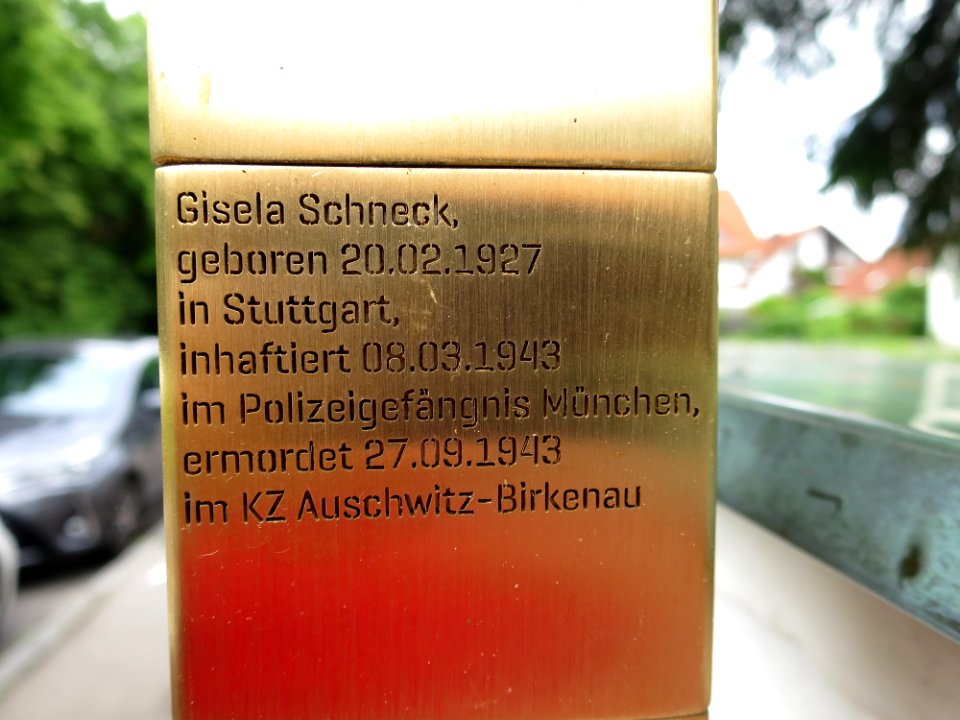 Gisela Schneck,
geboren 20.02.1927
in Stuttgart,
inhaftiert 08.03.1943
im Polizeigefängnis München,
ermordet 27.09.1943
im KZ Auschwitz-Birkenau